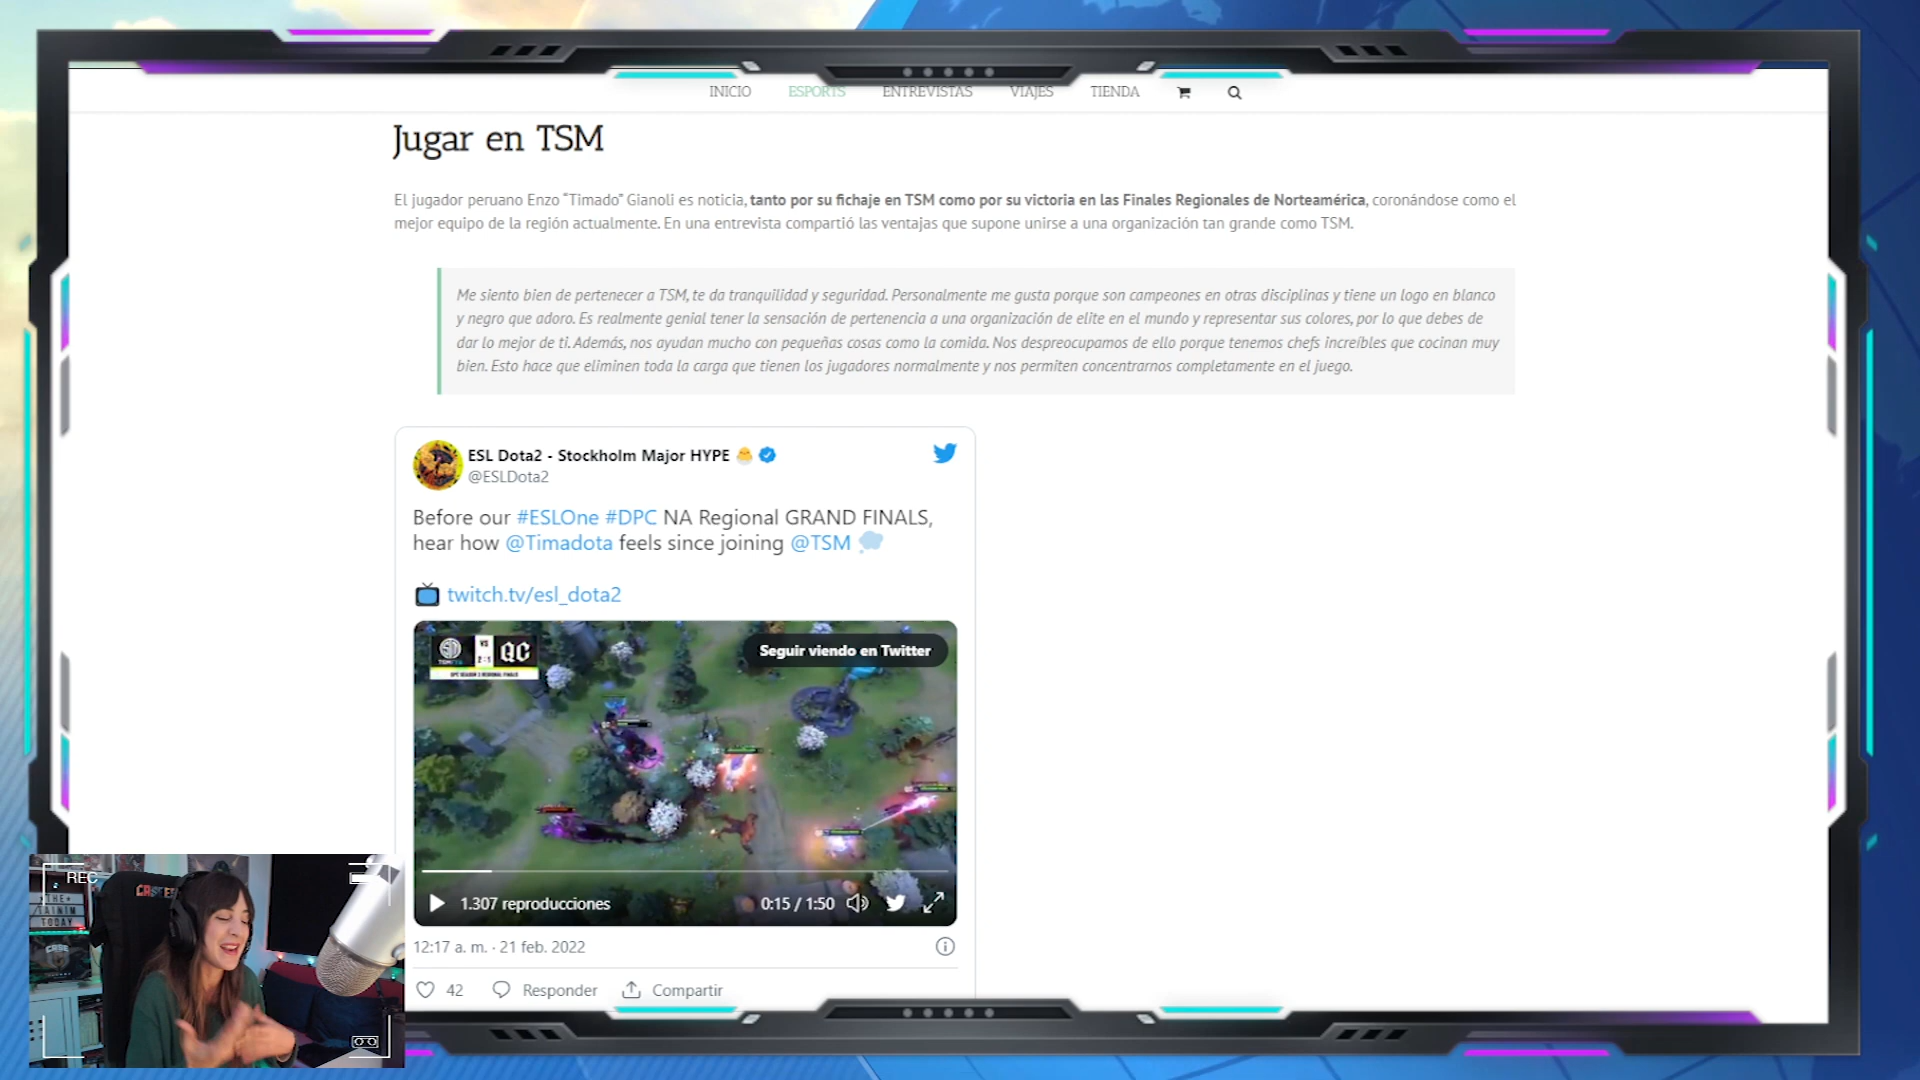 INICIO ESPORTS ENTREVISTAS VIAJES TIENDA
Jugar en TSM
El jugador peruano Enzo “Timado” Gianoli es noticia, tanto por su fichaje en TSM como por su victoria en las Finales Regionales de Norteamérica, coronándose como el
mejor equipo de la región actualmente. En una entrevista compartió las ventajas que supone unirse a una organización tan grande como TSM.
Me siento bien de pertenecer a TSM, te da tranquilidad y seguridad. Personalmente me gusta porque son campeones en otras disciplinas y tiene un logo en blanco
y negro que adoro. Es realmente genial tener la sensación de pertenencia a una organización de elite en el mundo y representar sus colores, por lo que debes de
dar lo mejor de ti. Además, nos ayudan mucho con pequeñas cosas como la comida. Nos despreocupamos de ello porque tenemos chefs increíbles que cocinan muy
bien. Esto hace que eliminen toda la carga que tienen los jugadores normalmente y nos permiten concentrarnos completamente en el juego.
ESL Dota2 - Stockholm Major HYPE 🐣
@ESLDota2
Before our #ESLOne #DPC NA Regional GRAND FINALS,
hear how @Timadota feels since joining @TSM 💭
📺 twitch.tv/esl_dota2
VS
QC
Seguir viendo en Twitter
1.307 reproducciones 0:15 / 1:50
12:17 a. m. · 21 feb. 2022
42 Responder Compartir
REC
TODAY